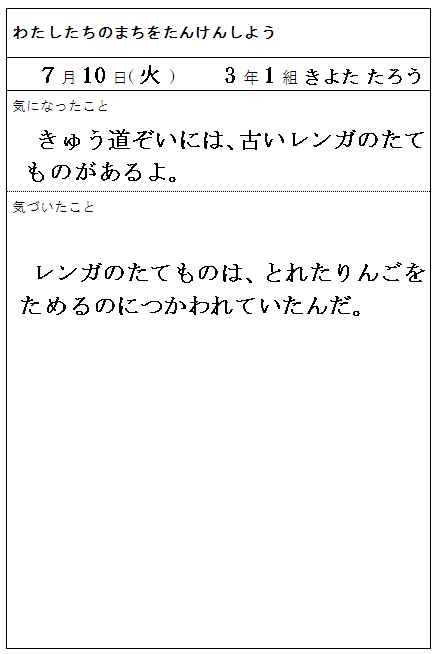 わたしたちのまちをたんけんしよう
7月10日(火) 3年1組 きよた たろう
気になったこと
きゅう道ぞいには、古いレンガのたて
ものがあるよ。
気づいたこと
レンガのたてものは、とれたりんごを
ためるのにつかわれていたんだ。